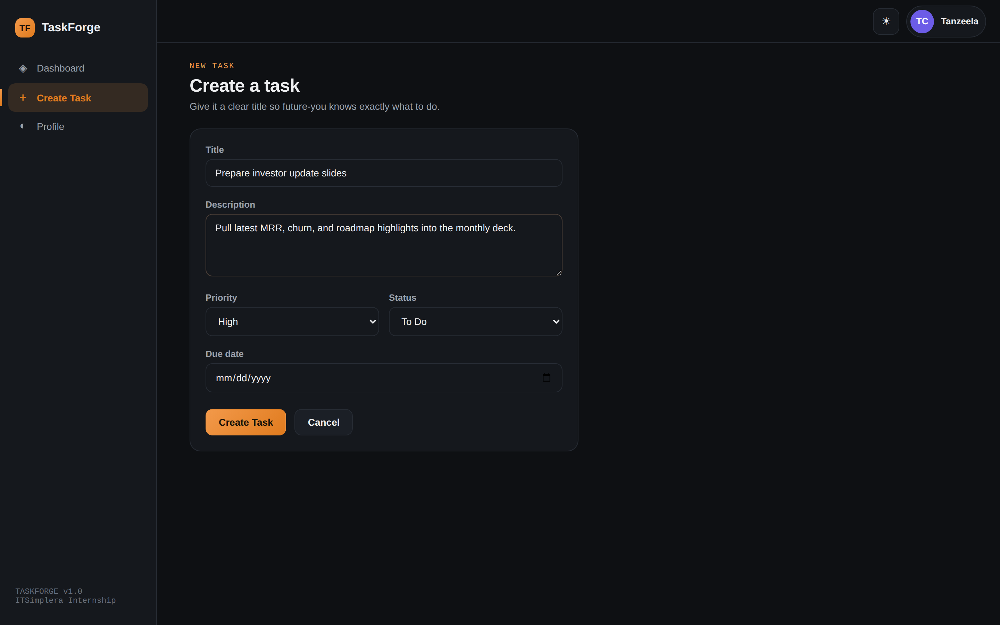 TF TaskForge
Dashboard
+ Create Task
Profile
TASKFORGE v1.0
ITSimplera Internship
TC Tanzeela
NEW TASK
Create a task
Give it a clear title so future-you knows exactly what to do.
Title
Prepare investor update slides
Description
Pull latest MRR, churn, and roadmap highlights into the monthly deck.
Priority Status
High To Do
Due date
mm/dd/yyyy
Create Task Cancel